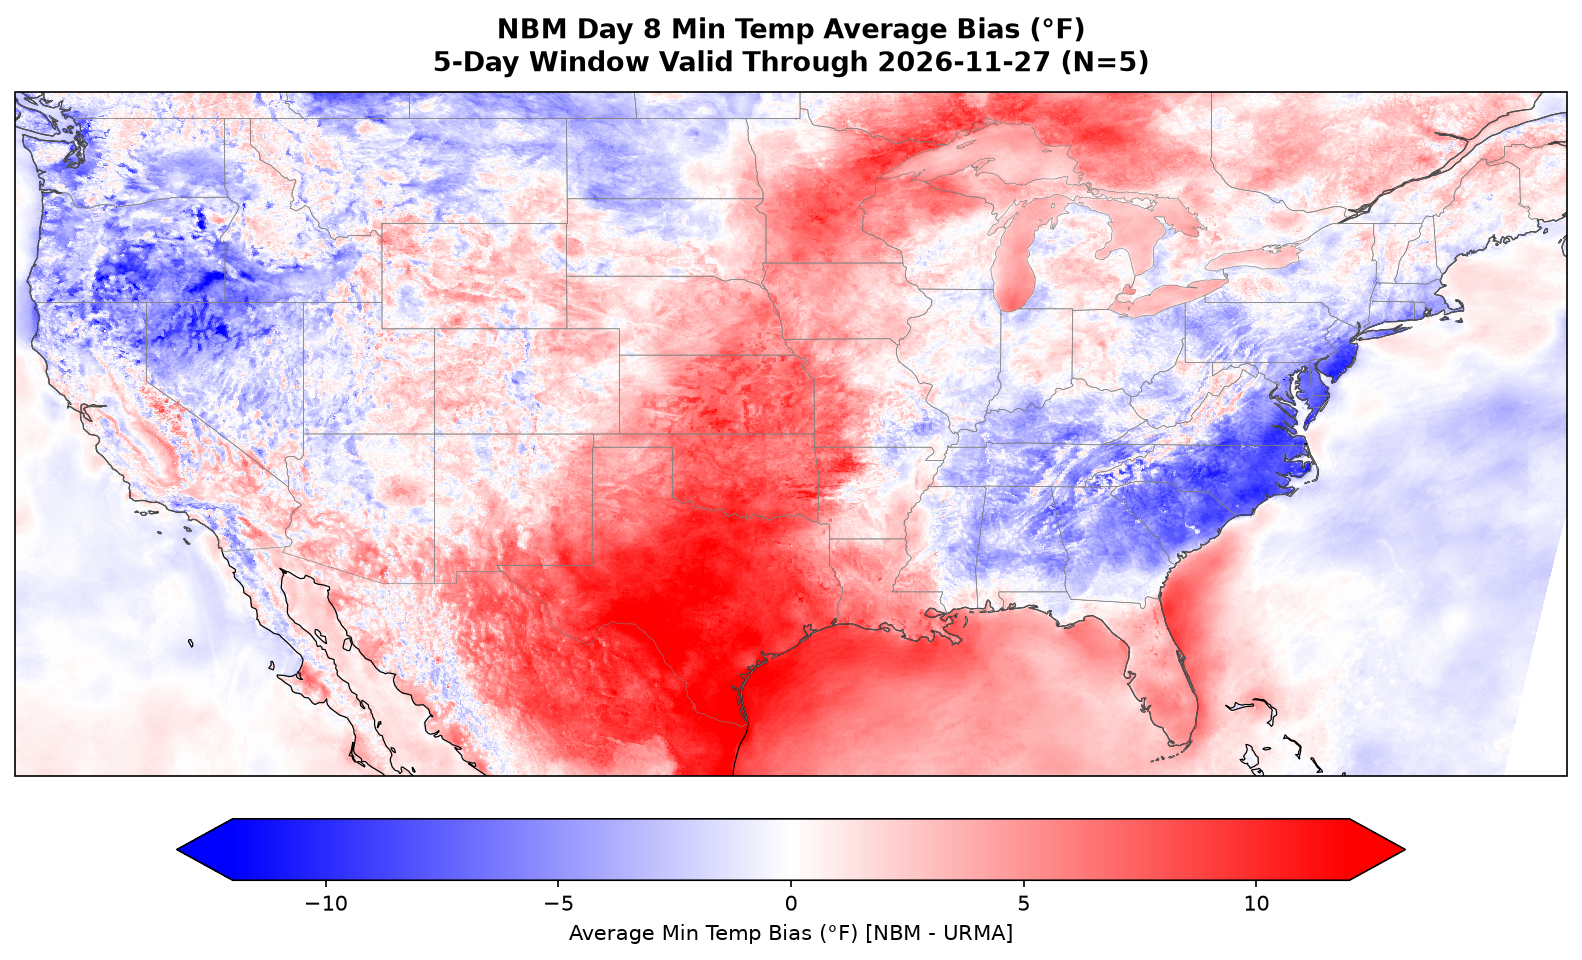 NBM Day 8 Min Temp Average Bias (°F)
5-Day Window Valid Through 2026-11-27 (N=5)
−10 −5 0 5 10
Average Min Temp Bias (°F) [NBM - URMA]